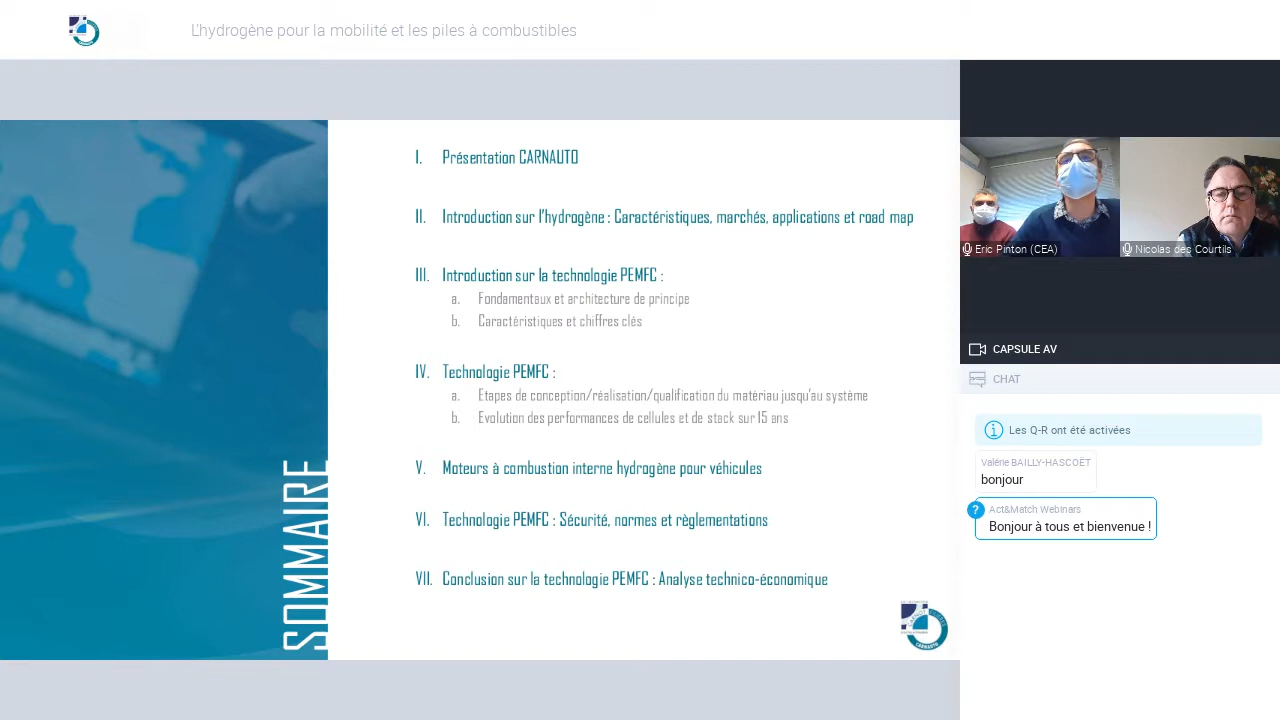 L'hydrogène pour la mobilité et les piles à combustibles
SOMMAIRE
I. Présentation CARNAUTO
II. Introduction sur l'hydrogène : Caractéristiques, marchés, applications et road map
III. Introduction sur la technologie PEMFC :
a. Fondamentaux et architecture de principe
b. Caractéristiques et chiffres clés
IV. Technologie PEMFC :
a. Etapes de conception/réalisation/qualification du matériau jusqu'au système
b. Evolution des performances de cellules et de stack sur 15 ans
V. Moteurs à combustion interne hydrogène pour véhicules
VI. Technologie PEMFC : Sécurité, normes et règlementations
VII. Conclusion sur la technologie PEMFC : Analyse technico-économique
CARNAUTO
Eric Pinton (CEA)
Nicolas des Courtils
CAPSULE AV
CHAT
Les Q-R ont été activées
Valérie BAILLY-HASCOËT
bonjour
?
Act&Match Webinars
Bonjour à tous et bienvenue !